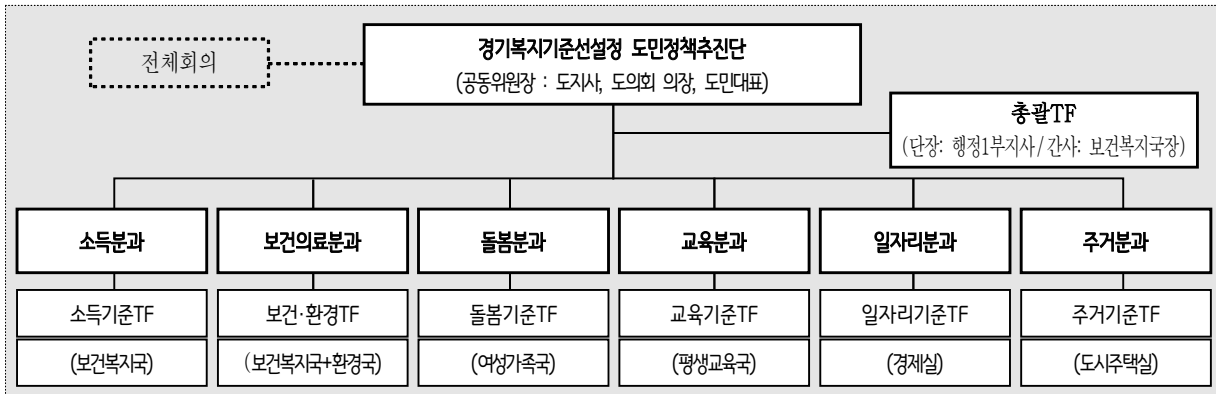 전체회의
경기복지기준선설정 도민정책추진단
(공동위원장 : 도지사, 도의회 의장, 도민대표)
총괄TF
(단장: 행정1부지사/간사: 보건복지국장)
소득분과
보건의료분과
돌봄분과
교육분과
일자리분과
주거분과
소득기준TF
보건·환경TF
돌봄기준TF
교육기준TF
일자리기준TF
주거기준TF
(보건복지국)
(보건복지국+환경국)
(여성가족국)
(평생교육국)
(경제실)
(도시주택실)